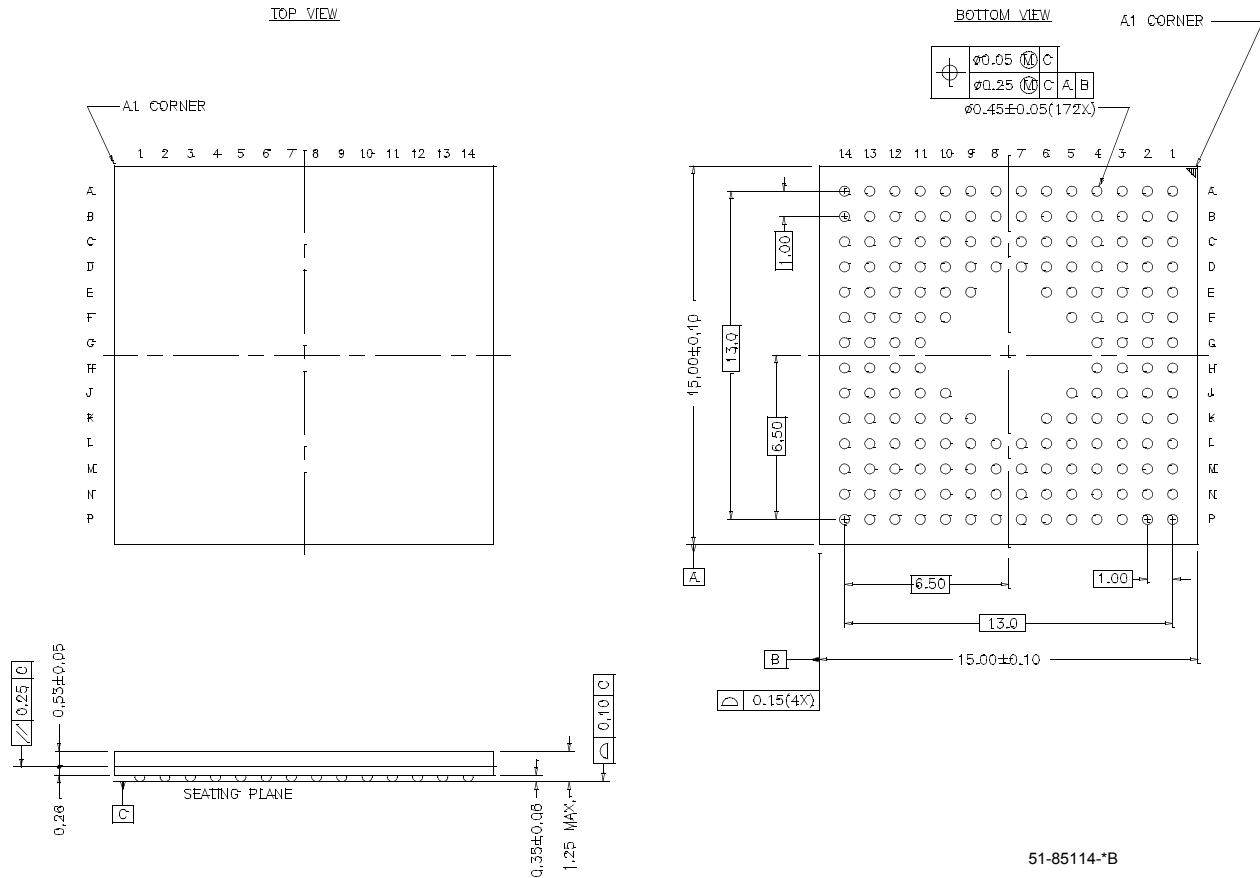 TOP VIEW
BOTTOM VIEW
A1 CORNER
Ø0.05 Ⓜ C
Ø0.25 Ⓜ C A B
Ø0.45±0.05(172X)
A1 CORNER
1 2 3 4 5 6 7 8 9 10 11 12 13 14
14 13 12 11 10 9 8 7 6 5 4 3 2 1
A
B
C
D
E
F
G
H
J
K
L
M
N
P
1.00
15.00±0.10
13.0
6.50
A
B
C
D
E
F
G
H
J
K
L
M
N
P
A
6.50
1.00
13.0
B
15.00±0.10
0.15(4X)
// 0.25 C
0.53±0.05
0.10 C
SEATING PLANE
C
0.26
0.35±0.06
1.25 MAX.
51-85114-*B